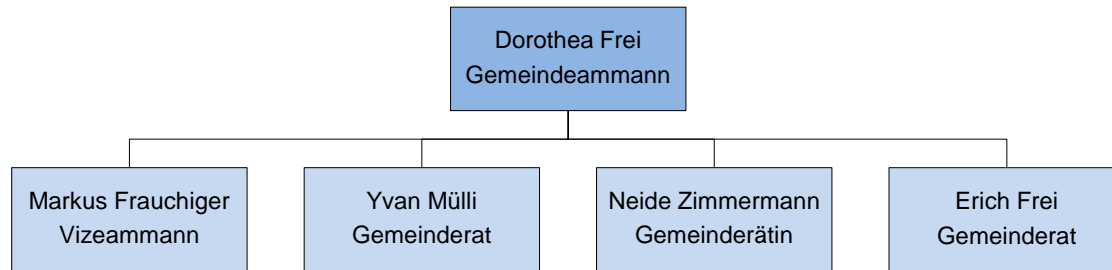 Dorothea Frei
Gemeindeammann
Markus Frauchiger
Vizeammann
Yvan Mülli
Gemeinderat
Neide Zimmermann
Gemeinderätin
Erich Frei
Gemeinderat